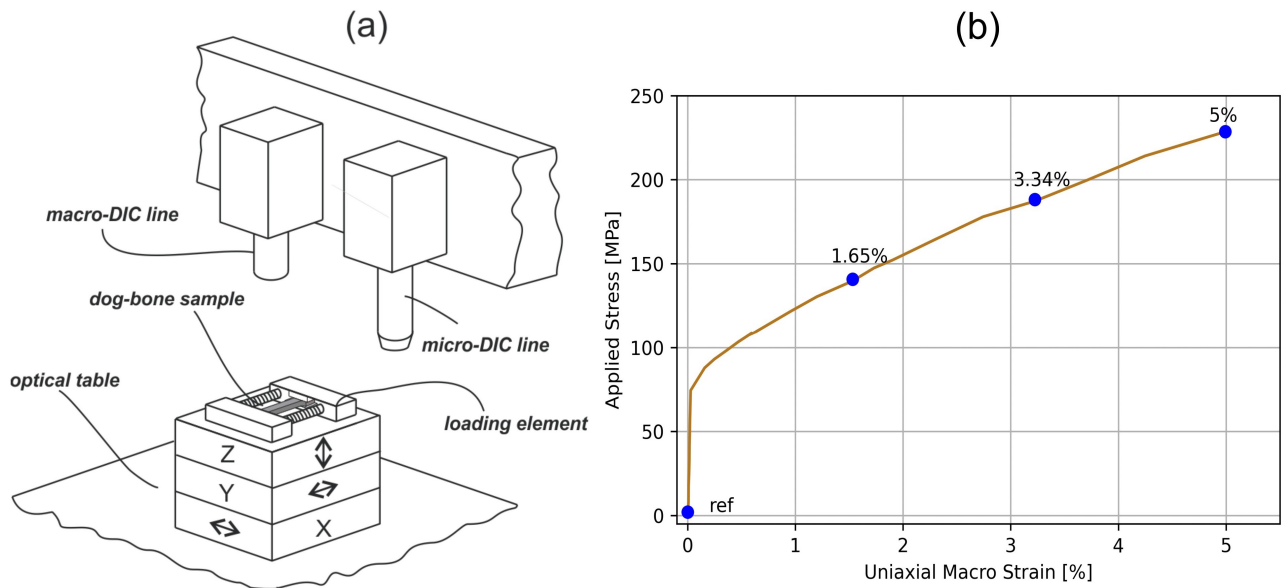 (a)
macro-DIC line
dog-bone sample
micro-DIC line
optical table
loading element
Z
Y
X
(b)
Applied Stress [MPa]
250
200
150
100
50
0
5%
3.34%
1.65%
ref
0 1 2 3 4 5
Uniaxial Macro Strain [%]